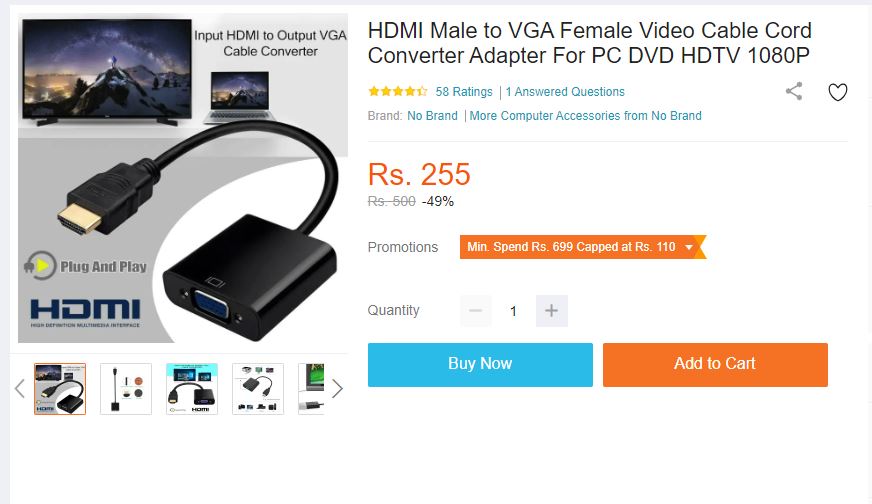 Input HDMI to Output VGA
Cable Converter
Plug And Play
HDMI
HIGH DEFINITION MULTIMEDIA INTERFACE
HDMI Male to VGA Female Video Cable Cord
Converter Adapter For PC DVD HDTV 1080P
58 Ratings | 1 Answered Questions
Brand: No Brand | More Computer Accessories from No Brand
Rs. 255
Rs. 500 -49%
Promotions Min. Spend Rs. 699 Capped at Rs. 110
Quantity − 1 +
Buy Now Add to Cart
HDMI
HDMI